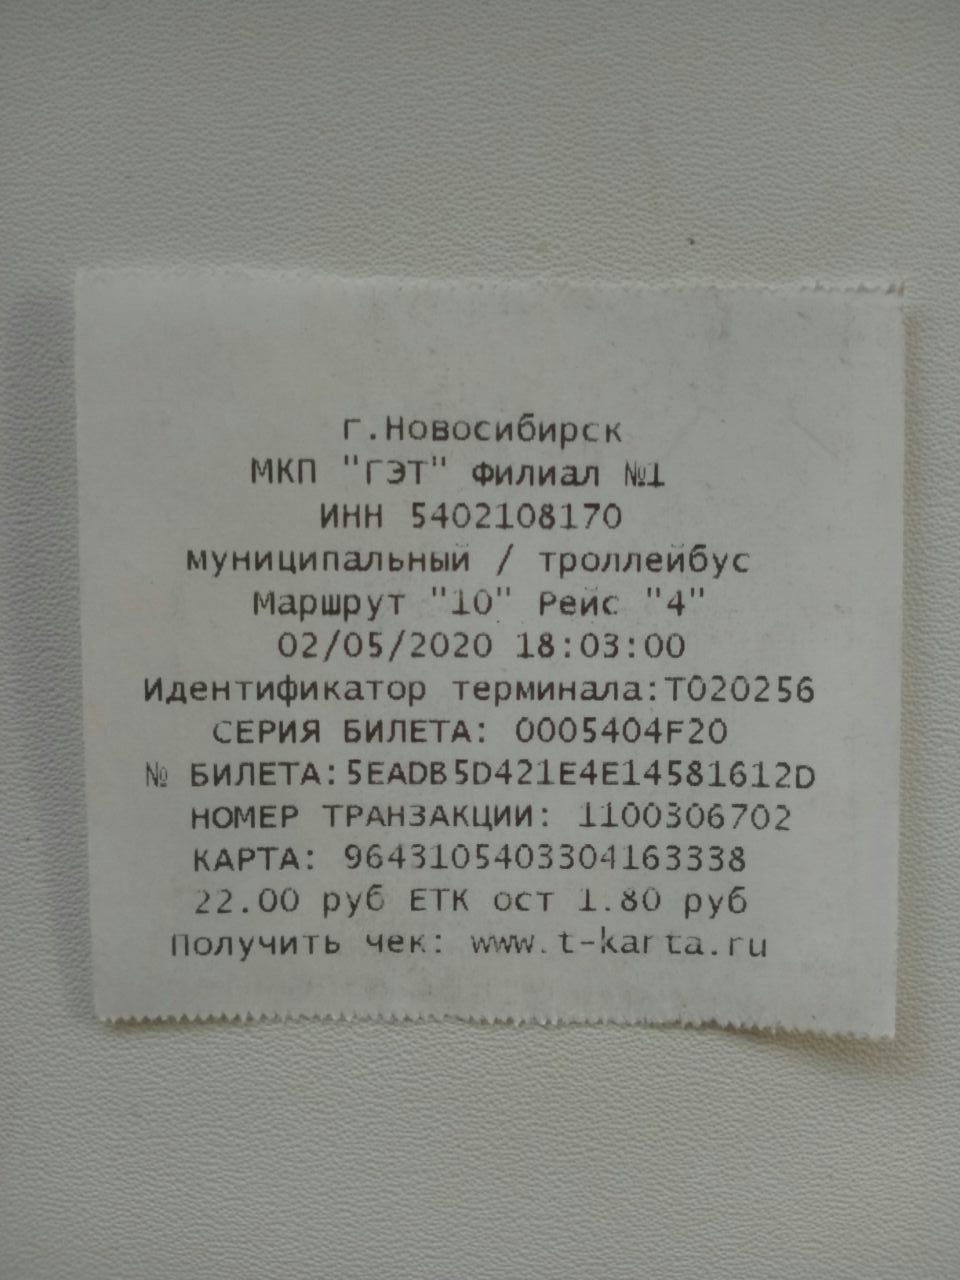 г.Новосибирск
МКП "ГЭТ" Филиал №1
ИНН 5402108170
муниципальный / троллейбус
Маршрут "10" Рейс "4"
02/05/2020 18:03:00
Идентификатор терминала:T020256
СЕРИЯ БИЛЕТА: 0005404F20
№ БИЛЕТА:5EADB5D421E4E14581612D
НОМЕР ТРАНЗАКЦИИ: 1100306702
КАРТА: 9643105403304163338
22.00 руб ЕТК ост 1.80 руб
Получить чек: www.t-karta.ru